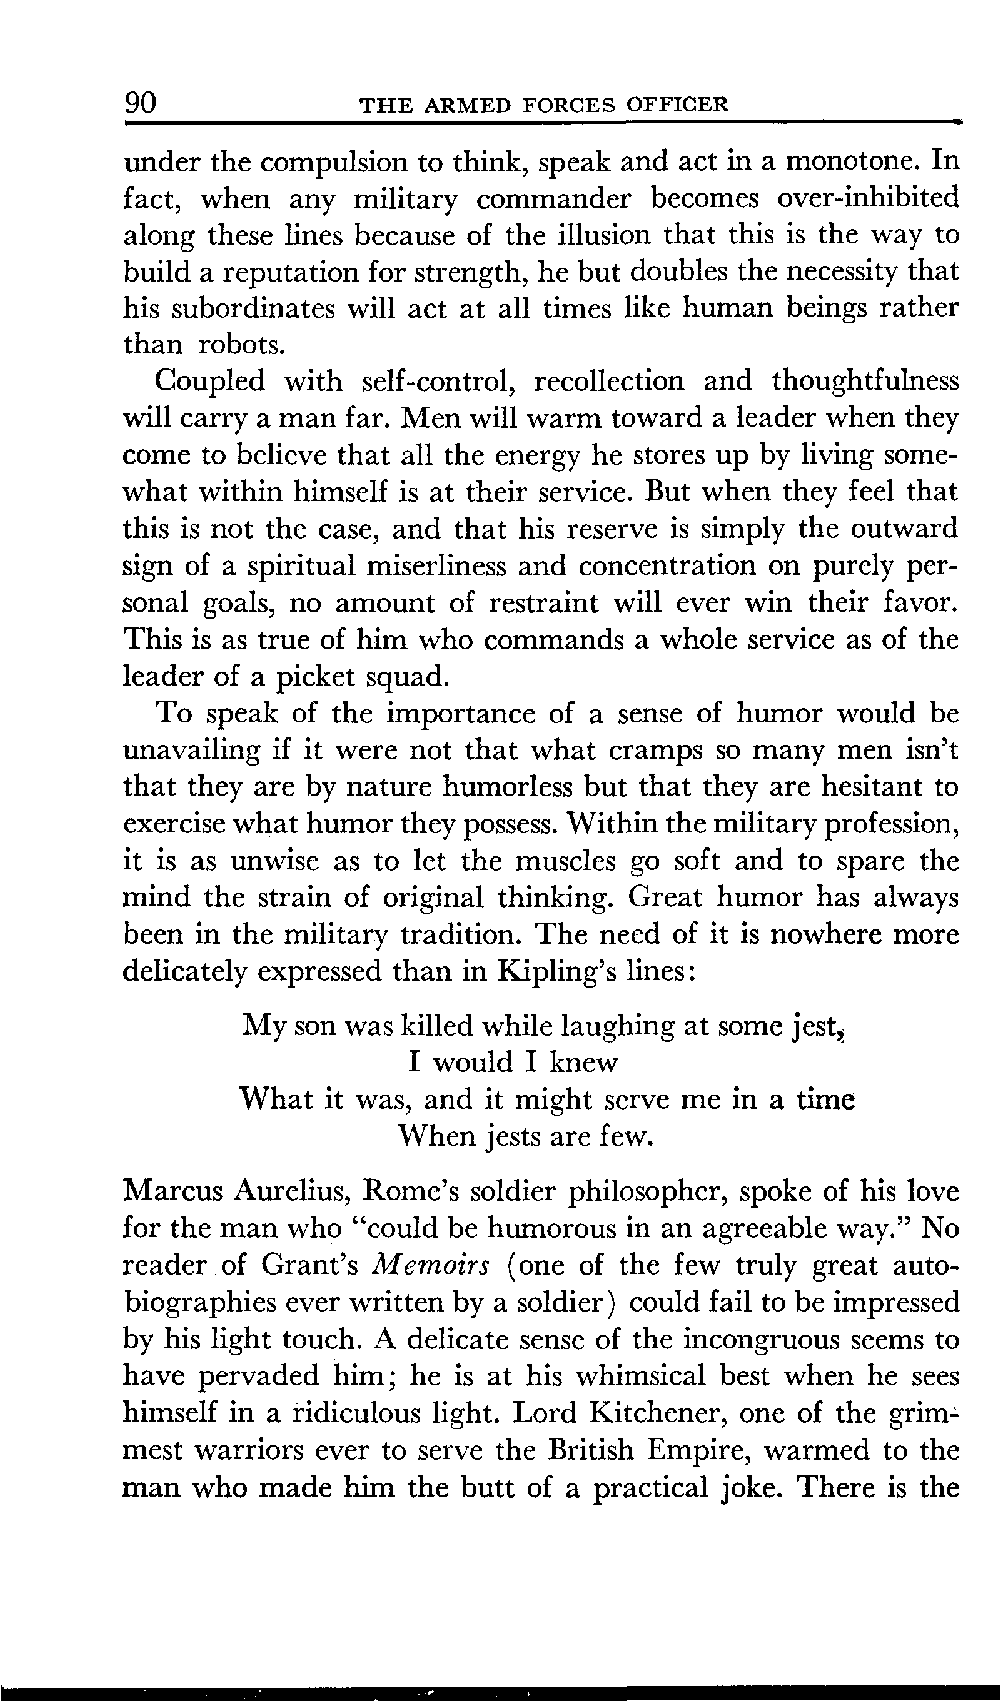 90 THE ARMED FORCES OFFICER
under the compulsion to think, speak and act in a monotone. In
fact, when any military commander becomes over-inhibited
along these lines because of the illusion that this is the way to
build a reputation for strength, he but doubles the necessity that
his subordinates will act at all times like human beings rather
than robots.
Coupled with self-control, recollection and thoughtfulness
will carry a man far. Men will warm toward a leader when they
come to believe that all the energy he stores up by living some-
what within himself is at their service. But when they feel that
this is not the case, and that his reserve is simply the outward
sign of a spiritual miserliness and concentration on purely per-
sonal goals, no amount of restraint will ever win their favor.
This is as true of him who commands a whole service as of the
leader of a picket squad.
To speak of the importance of a sense of humor would be
unavailing if it were not that what cramps so many men isn't
that they are by nature humorless but that they are hesitant to
exercise what humor they possess. Within the military profession,
it is as unwise as to let the muscles go soft and to spare the
mind the strain of original thinking. Great humor has always
been in the military tradition. The need of it is nowhere more
delicately expressed than in Kipling's lines:
My son was killed while laughing at some jest,
I would I knew
What it was, and it might serve me in a time
When jests are few.
Marcus Aurelius, Rome's soldier philosopher, spoke of his love
for the man who “could be humorous in an agreeable way.” No
reader of Grant's Memoirs (one of the few truly great auto-
biographies ever written by a soldier) could fail to be impressed
by his light touch. A delicate sense of the incongruous seems to
have pervaded him; he is at his whimsical best when he sees
himself in a ridiculous light. Lord Kitchener, one of the grim-
mest warriors ever to serve the British Empire, warmed to the
man who made him the butt of a practical joke. There is the